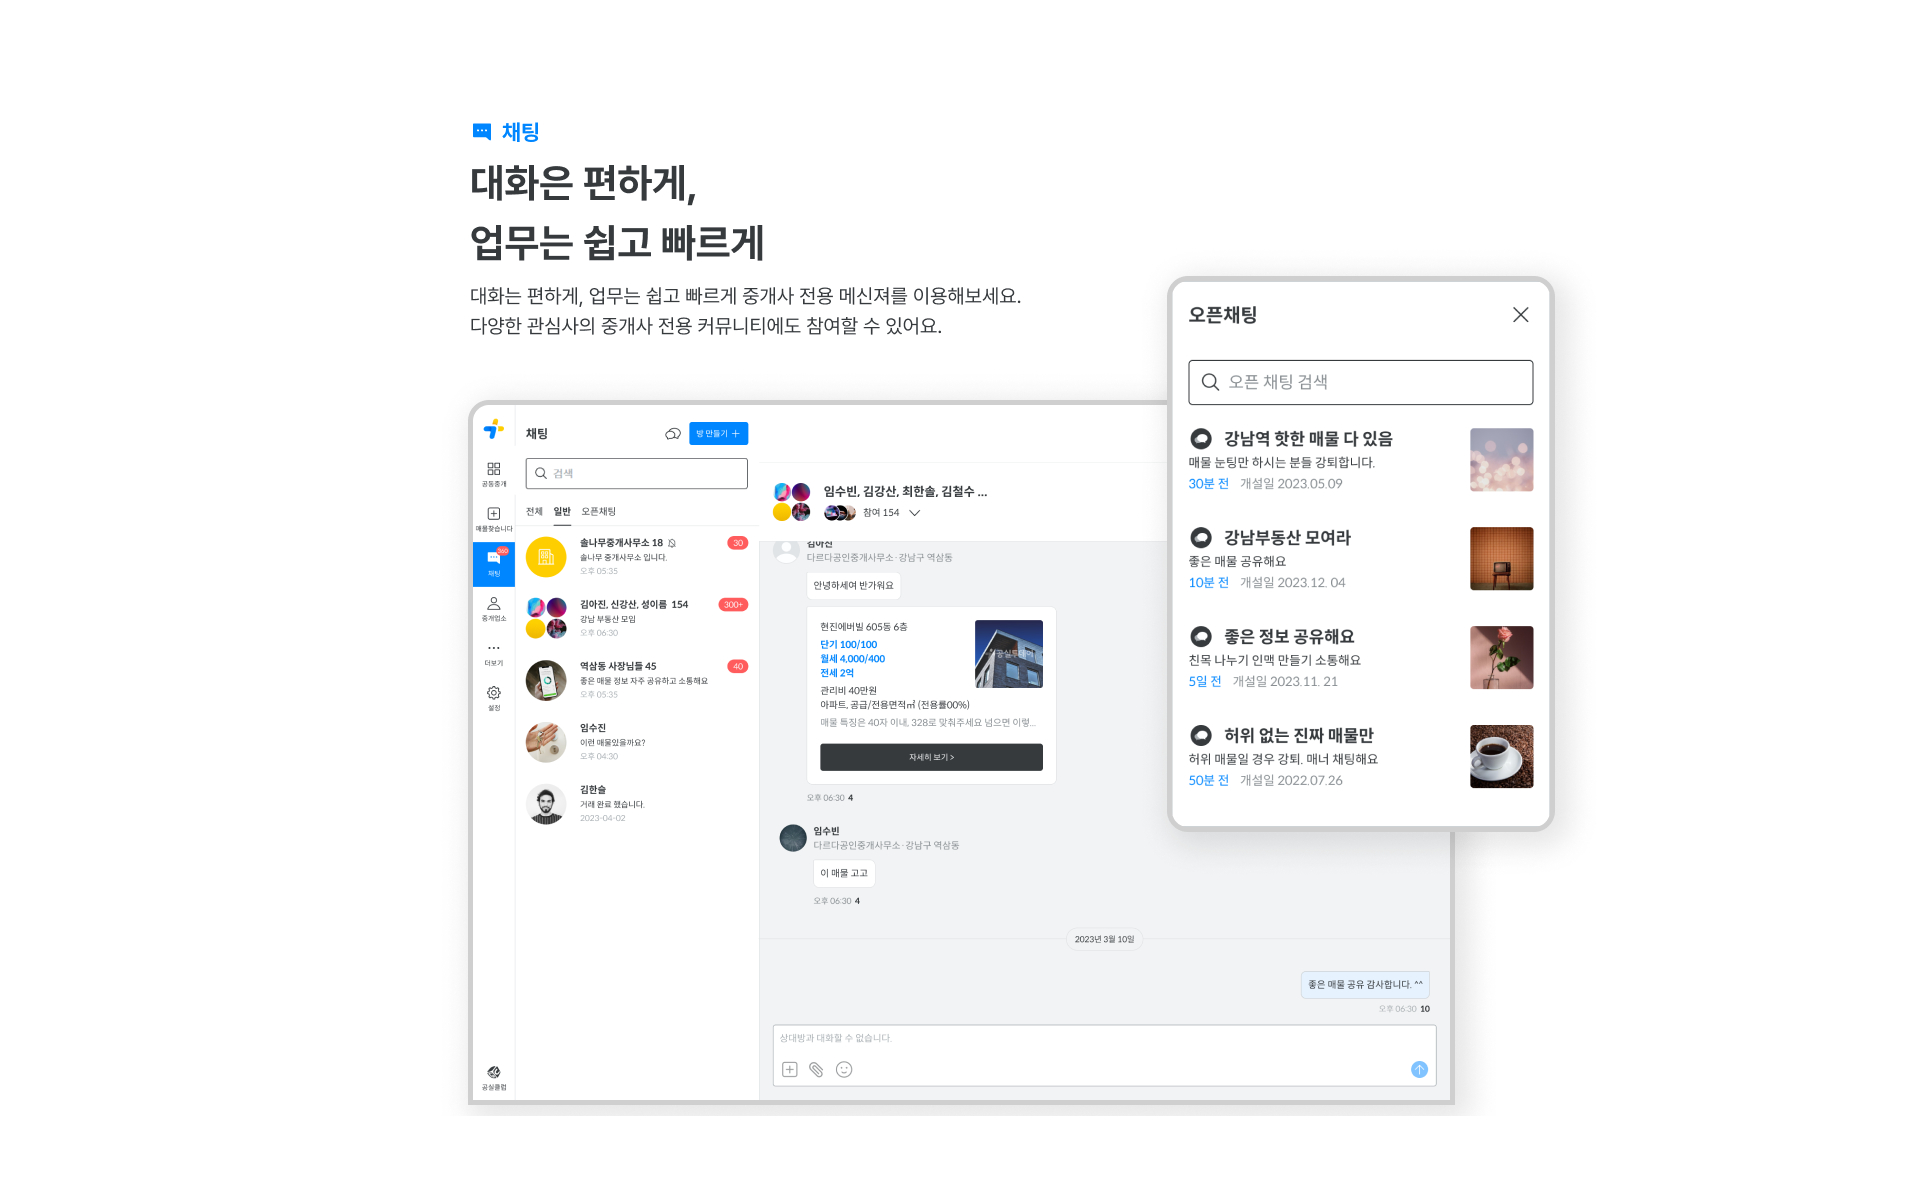 채팅
대화은 편하게,
업무는 쉽고 빠르게
대화는 편하게, 업무는 쉽고 빠르게 중개사 전용 메신져를 이용해보세요.
다양한 관심사의 중개사 전용 커뮤니티에도 참여할 수 있어요.
공동중개
매물찾습니다
360
채팅
중개업소
더보기
설정
공실클럽
채팅
방 만들기
검색
전체 일반 오픈채팅
솔나무중개사무소 18
30
솔나무 중개사무소 입니다.
오후 05:35
김아진, 신강산, 성이름 154
300+
강남 부동산 모임
오후 06:30
역삼동 사장님들 45
40
좋은 매물 정보 자주 공유하고 소통해요
오후 05:35
임수진
이런 매물있을까요?
오후 04:30
김한슬
거래 완료 했습니다.
2023-04-02
임수빈, 김강산, 최한솔, 김철수 ...
참여 154
김아진
다르다공인중개사무소 · 강남구 역삼동
안녕하세여 반가워요
현진에버빌 605동 6층
단기 100/100
월세 4,000/400
전세 2억
관리비 40만원
아파트, 공급/전용면적㎡ (전용률00%)
매물 특징은 40자 이내, 328로 맞춰주세요 넘으면 이렇...
자세히 보기 >
오후 06:30 4
임수빈
다르다공인중개사무소 · 강남구 역삼동
이 매물 고고
오후 06:30 4
2023년 3월 10일
좋은 매물 공유 감사합니다. ^^
오후 06:30 10
상대방과 대화할 수 없습니다.
오픈채팅
오픈 채팅 검색
강남역 핫한 매물 다 있음
매물 눈팅만 하시는 분들 강퇴합니다.
30분 전 개설일 2023.05.09
강남부동산 모여라
좋은 매물 공유해요
10분 전 개설일 2023.12. 04
좋은 정보 공유해요
친목 나누기 인맥 만들기 소통해요
5일 전 개설일 2023.11. 21
허위 없는 진짜 매물만
허위 매물일 경우 강퇴. 매너 채팅해요
50분 전 개설일 2022.07.26